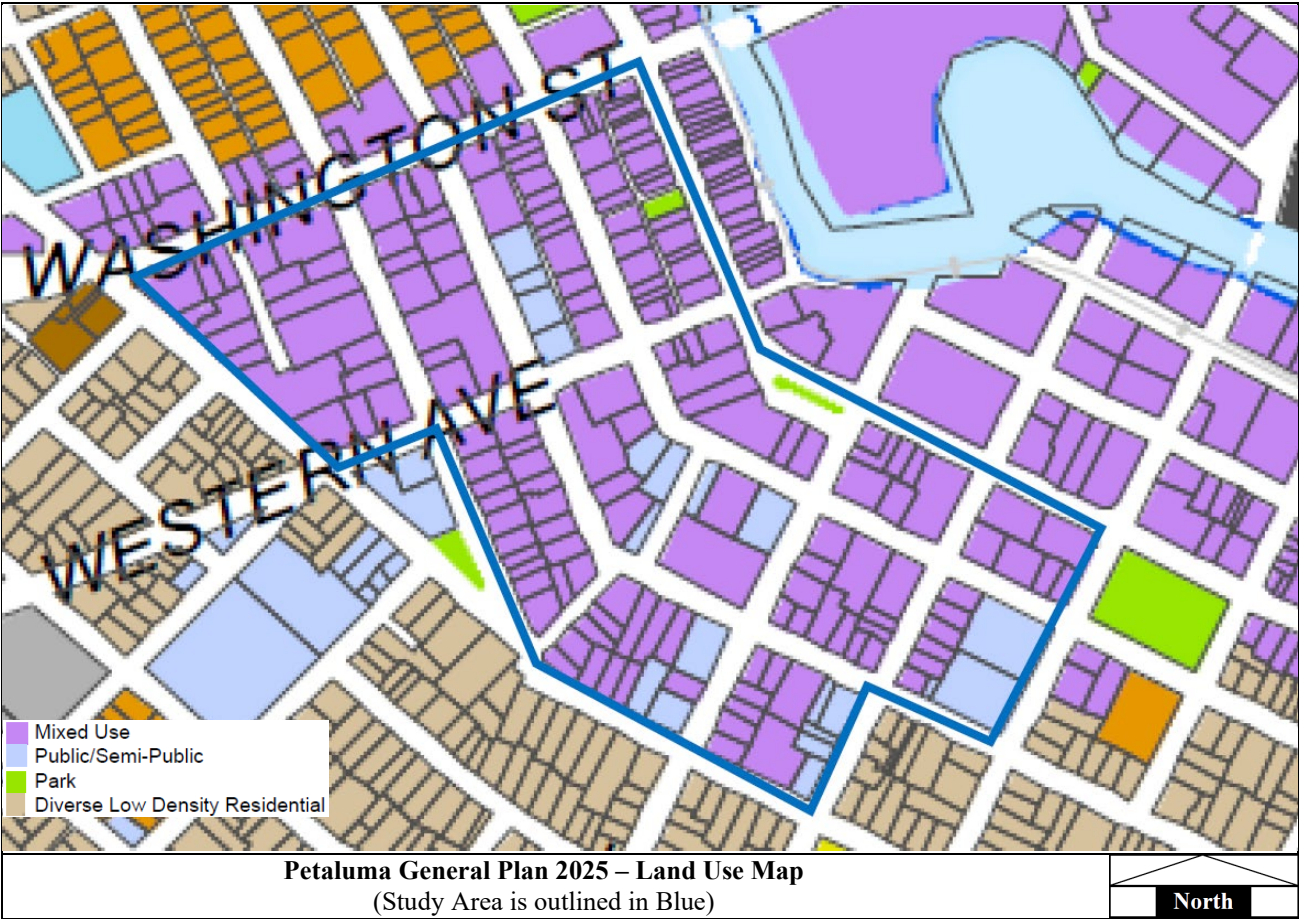 WASHINGTON ST
WESTERN AVE
Mixed Use
Public/Semi-Public
Park
Diverse Low Density Residential
Petaluma General Plan 2025 – Land Use Map
(Study Area is outlined in Blue)
North